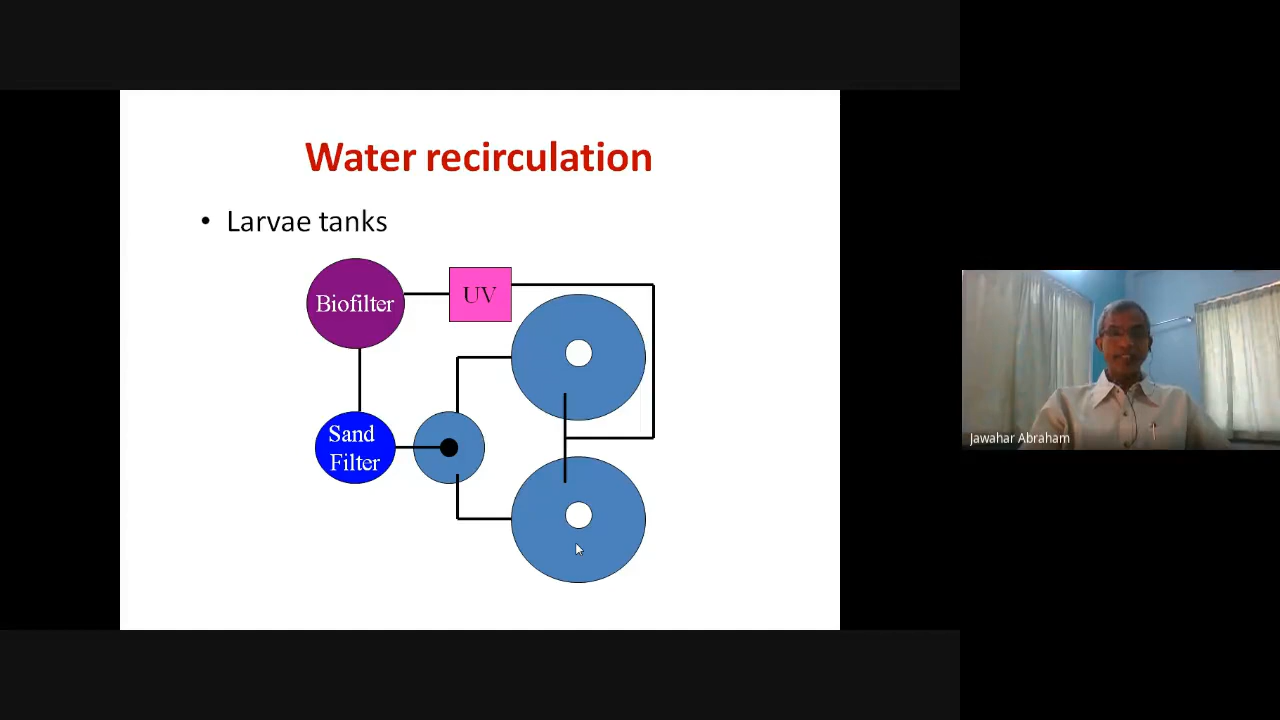 Water recirculation
• Larvae tanks
Biofilter
UV
Sand
Filter
Jawahar Abraham